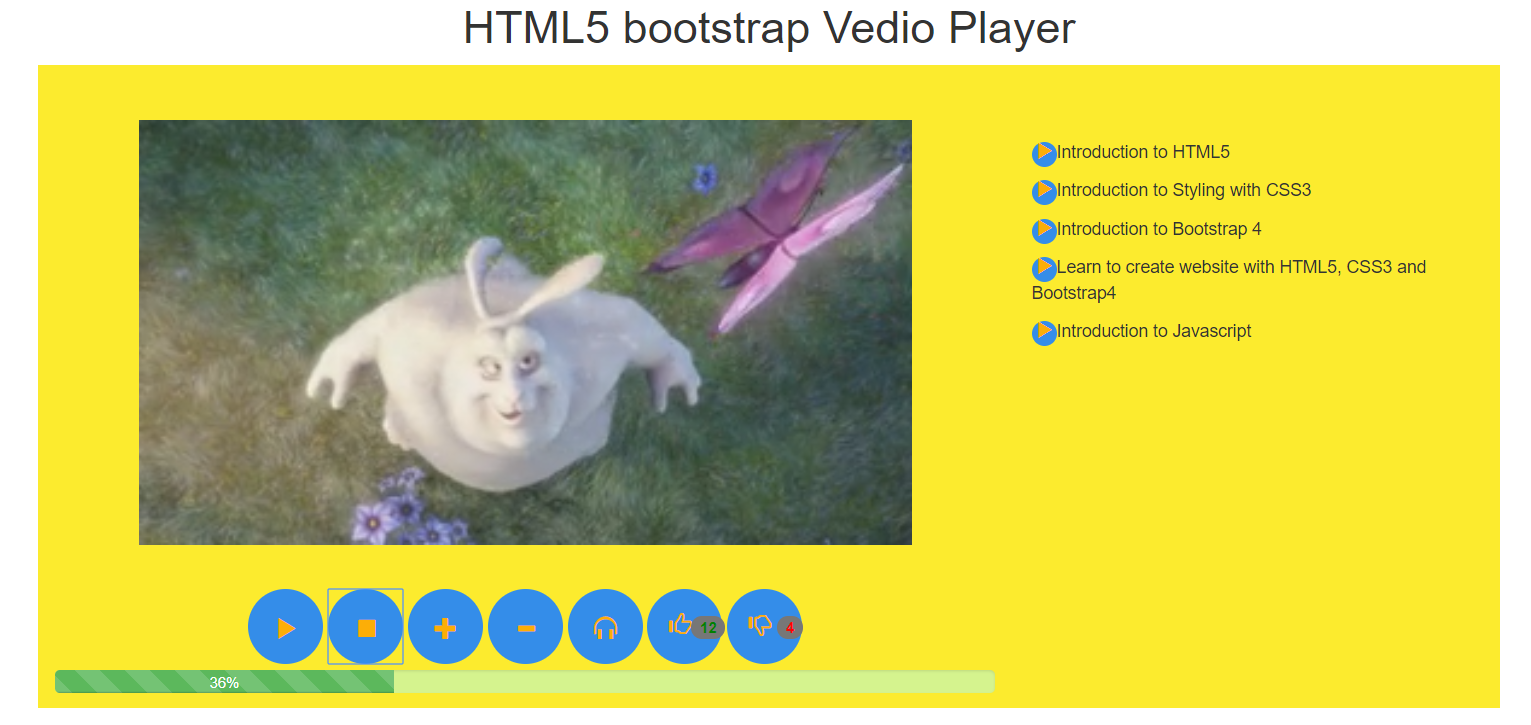 HTML5 bootstrap Vedio Player
Introduction to HTML5
Introduction to Styling with CSS3
Introduction to Bootstrap 4
Learn to create website with HTML5, CSS3 and
Bootstrap4
Introduction to Javascript
12
4
36%